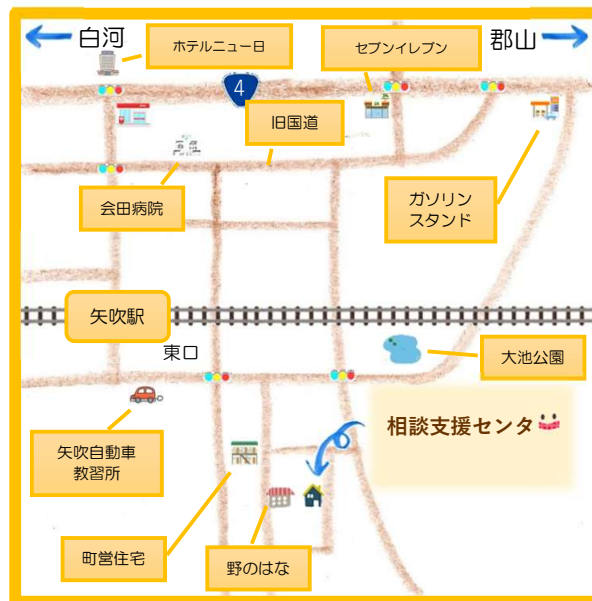 白河
ホテルニュー日
セブンイレブン
郡山
4
旧国道
会田病院
ガソリン
スタンド
矢吹駅
東口
大池公園
相談支援センタ
矢吹自動車
教習所
町営住宅
野のはな